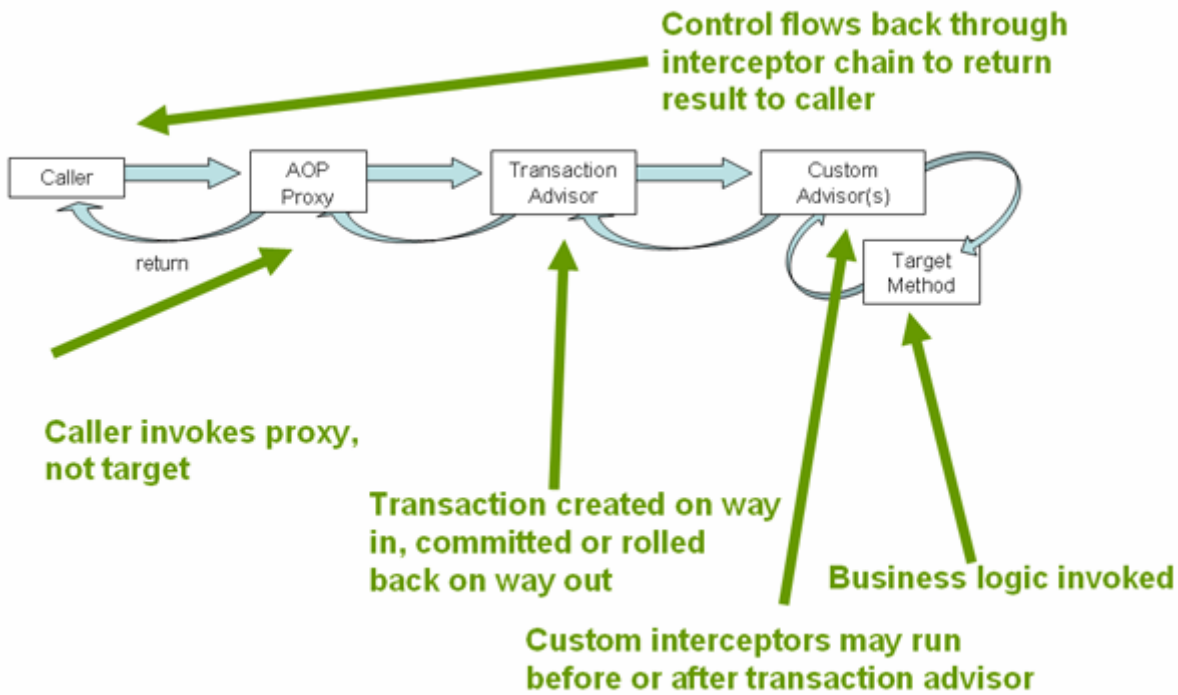 Control flows back through
interceptor chain to return
result to caller
Caller
AOP
Proxy
Transaction
Advisor
Custom
Advisor(s)
return
Target
Method
Caller invokes proxy,
not target
Transaction created on way
in, committed or rolled
back on way out
Business logic invoked
Custom interceptors may run
before or after transaction advisor